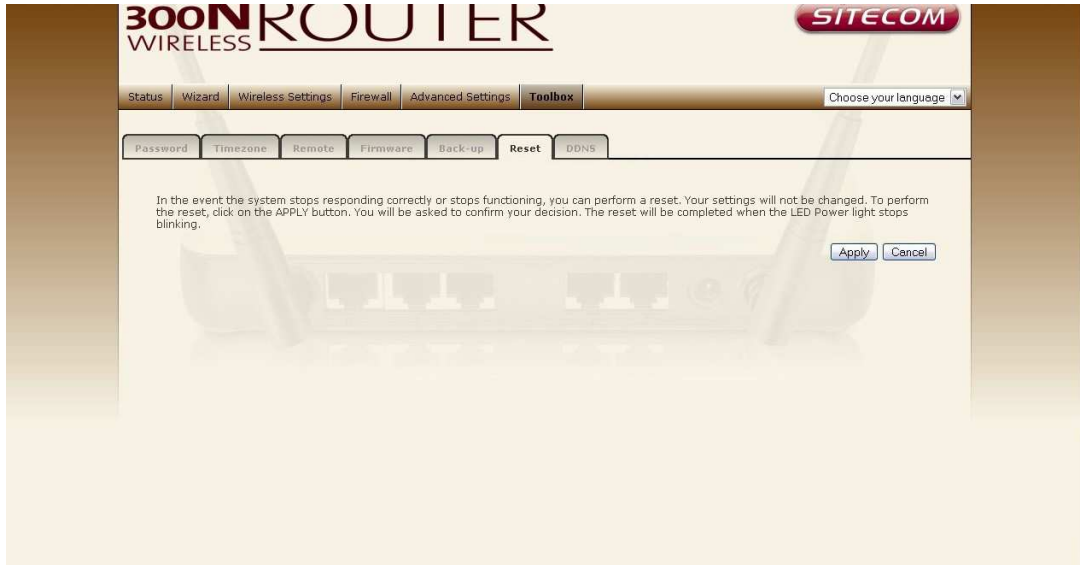 300N
WIRELESS ROUTER
SITECOM
Status Wizard Wireless Settings Firewall Advanced Settings Toolbox Choose your language
Password Timezone Remote Firmware Back-up Reset DDNS
In the event the system stops responding correctly or stops functioning, you can perform a reset. Your settings will not be changed. To perform
the reset, click on the APPLY button. You will be asked to confirm your decision. The reset will be completed when the LED Power light stops
blinking.
Apply Cancel